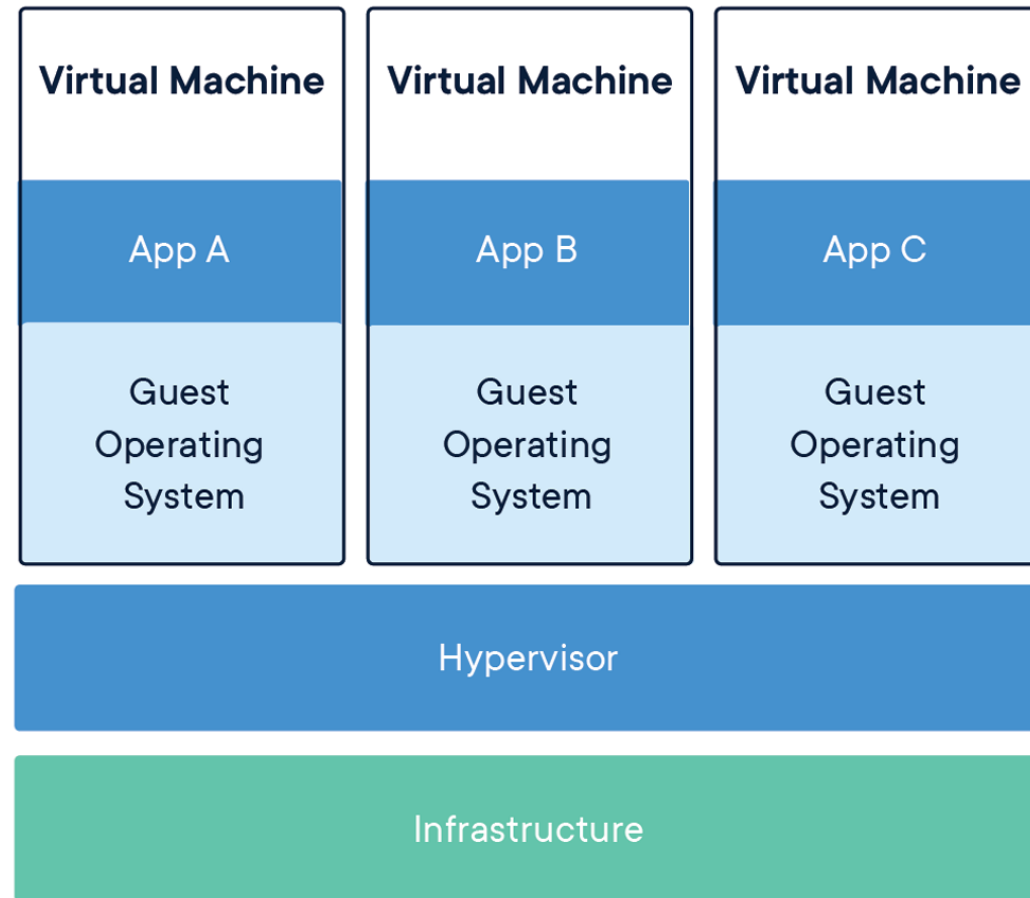 Virtual Machine
Virtual Machine
Virtual Machine
App A
App B
App C
Guest
Operating
System
Guest
Operating
System
Guest
Operating
System
Hypervisor
Infrastructure